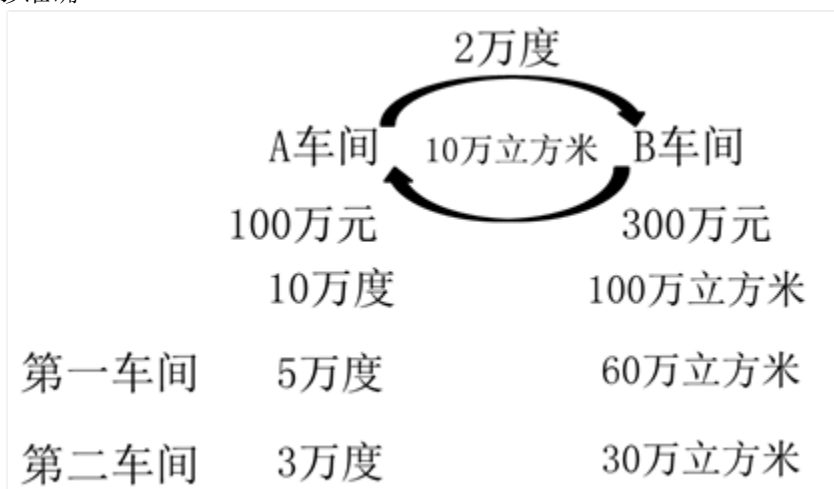 2万度
A车间 10万立方米 B车间
100万元 300万元
10万度 100万立方米
第一车间 5万度 60万立方米
第二车间 3万度 30万立方米